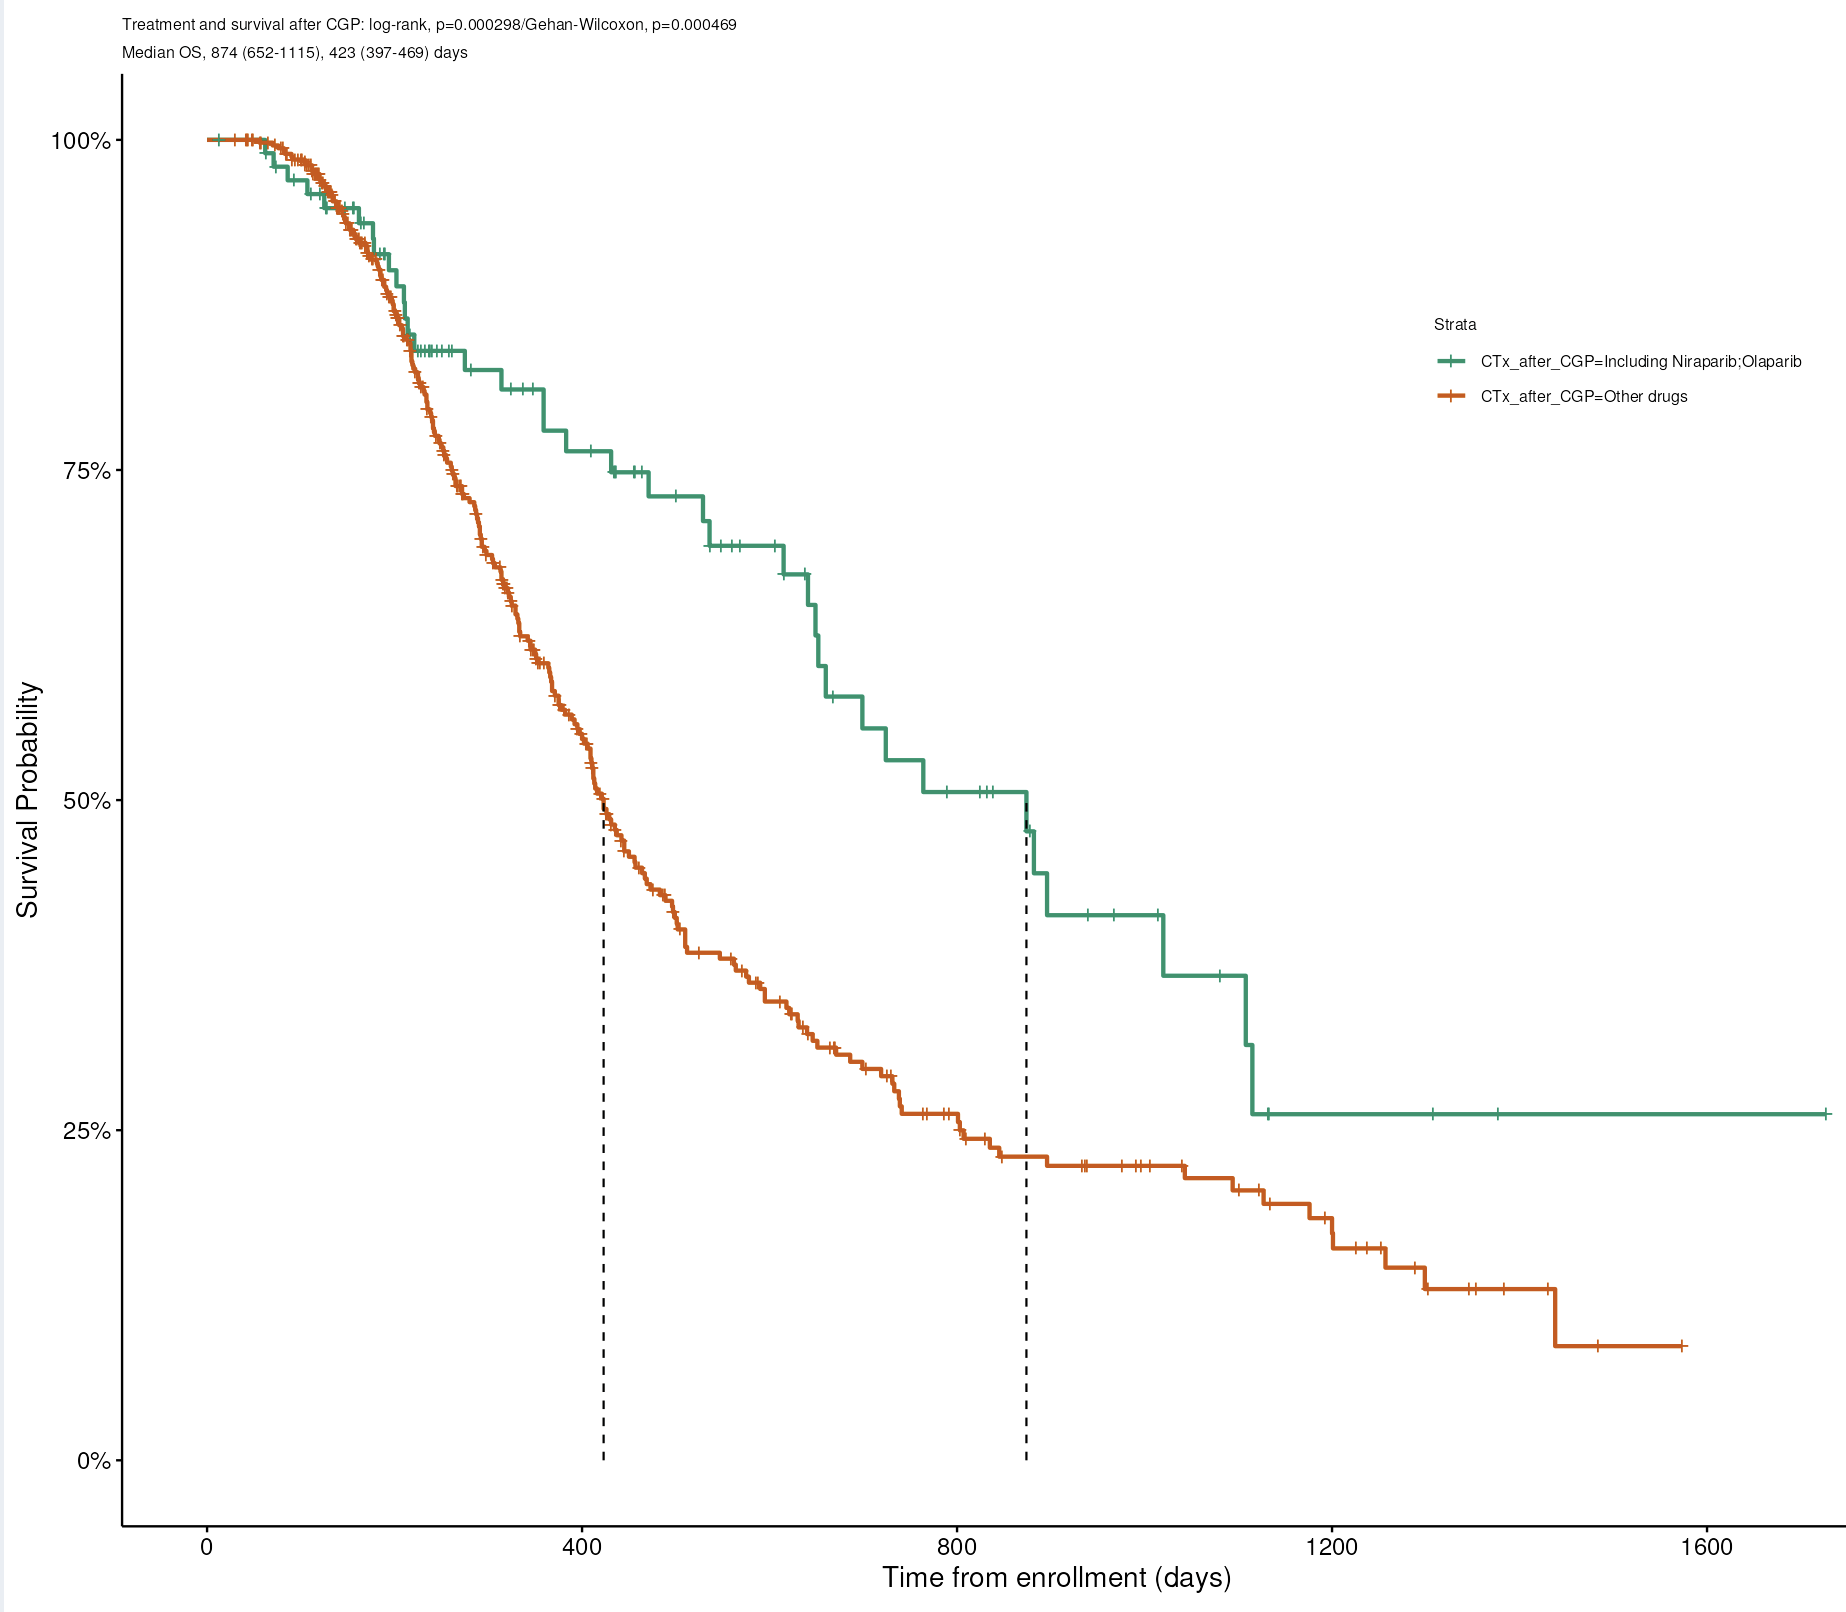 Treatment and survival after CGP: log-rank, p=0.000298/Gehan-Wilcoxon, p=0.000469
Median OS, 874 (652-1115), 423 (397-469) days
100%
75%
50%
25%
0%
Survival Probability
Strata
CTx_after_CGP=Including Niraparib;Olaparib
CTx_after_CGP=Other drugs
0 400 800 1200 1600
Time from enrollment (days)